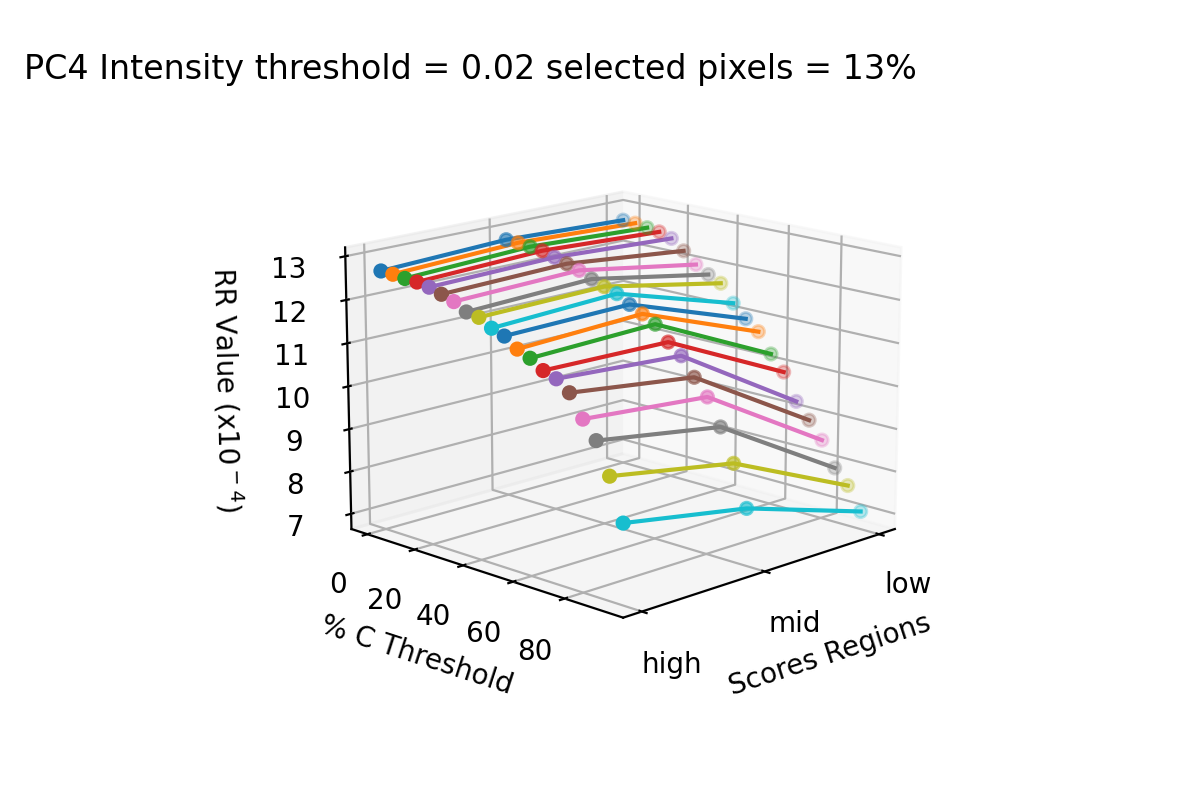 PC4 Intensity threshold = 0.02 selected pixels = 13%
13
12
11
10
9
8
7
RR Value (x10⁻⁴)
0
20
40
60
80
% C Threshold
high
mid
low
Scores Regions